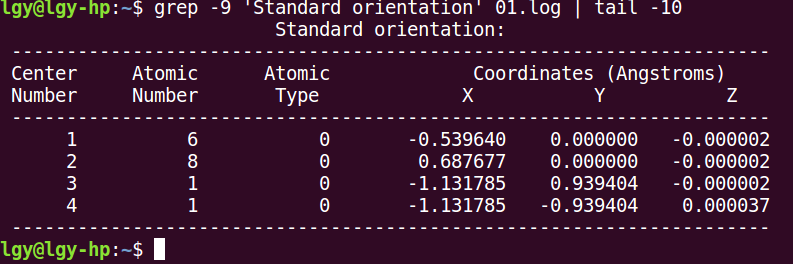 lgy@lgy-hp:~$ grep -9 'Standard orientation' 01.log | tail -10
Standard orientation:
---------------------------------------------------------------------
Center     Atomic      Atomic             Coordinates (Angstroms)
Number     Number       Type             X           Y           Z
---------------------------------------------------------------------
1          6           0       -0.539640    0.000000   -0.000002
2          8           0        0.687677    0.000000   -0.000002
3          1           0       -1.131785    0.939404   -0.000002
4          1           0       -1.131785   -0.939404    0.000037
---------------------------------------------------------------------
lgy@lgy-hp:~$